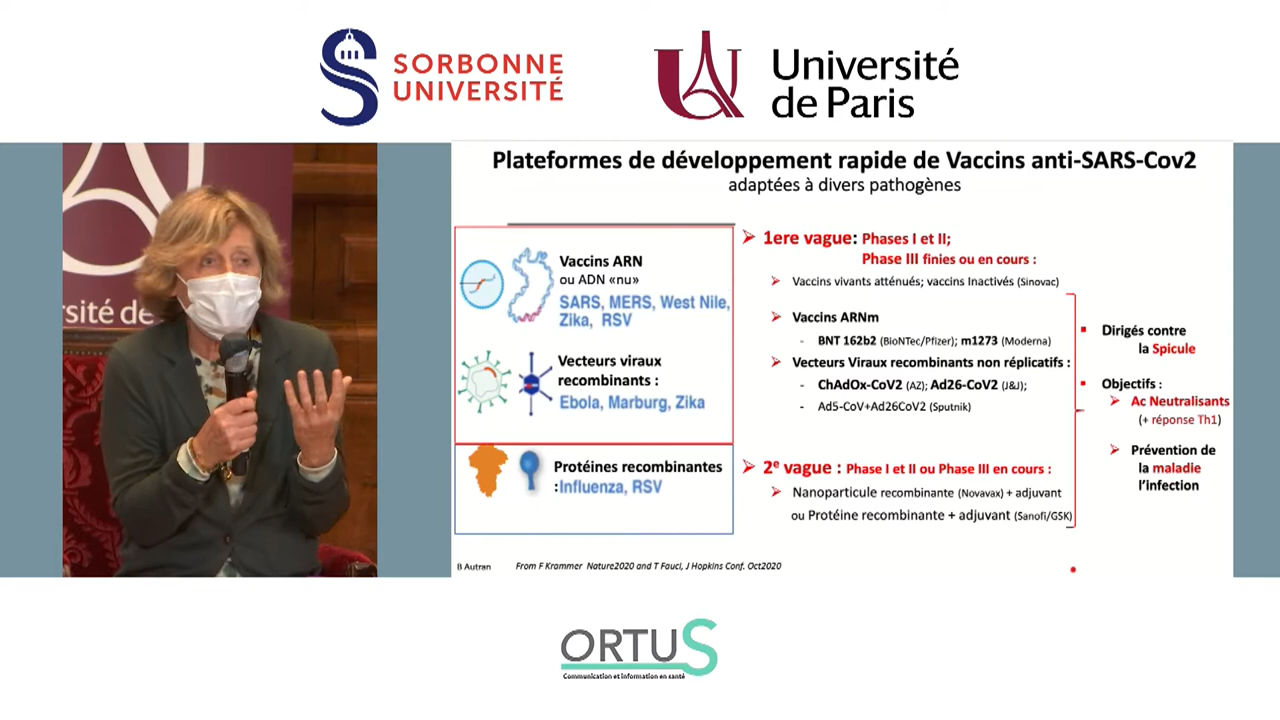 SORBONNE
UNIVERSITÉ
Université
de Paris
sité de
Plateformes de développement rapide de Vaccins anti-SARS-Cov2
adaptées à divers pathogènes
Vaccins ARN
ou ADN «nu»
SARS, MERS, West Nile,
Zika, RSV
Vecteurs viraux
recombinants :
Ebola, Marburg, Zika
Protéines recombinantes
:Influenza, RSV
1ere vague: Phases I et II;
Phase III finies ou en cours :
Vaccins vivants atténués; vaccins Inactivés (Sinovac)
Vaccins ARNm
- BNT 162b2 (BioNTec/Pfizer); m1273 (Moderna)
Vecteurs Viraux recombinants non réplicatifs :
- ChAdOx-CoV2 (AZ); Ad26-CoV2 (J&J);
- Ad5-CoV+Ad26CoV2 (Sputnik)
2e vague : Phase I et II ou Phase III en cours :
Nanoparticule recombinante (Novavax) + adjuvant
ou Protéine recombinante + adjuvant (Sanofi/GSK)
Dirigés contre
la Spicule
Objectifs :
Ac Neutralisants
(+ réponse Th1)
Prévention de
la maladie
l'Infection
B Autran
From F Krammer Nature2020 and T Fauci, J Hopkins Conf. Oct2020
ORTUS
Communication et information en santé